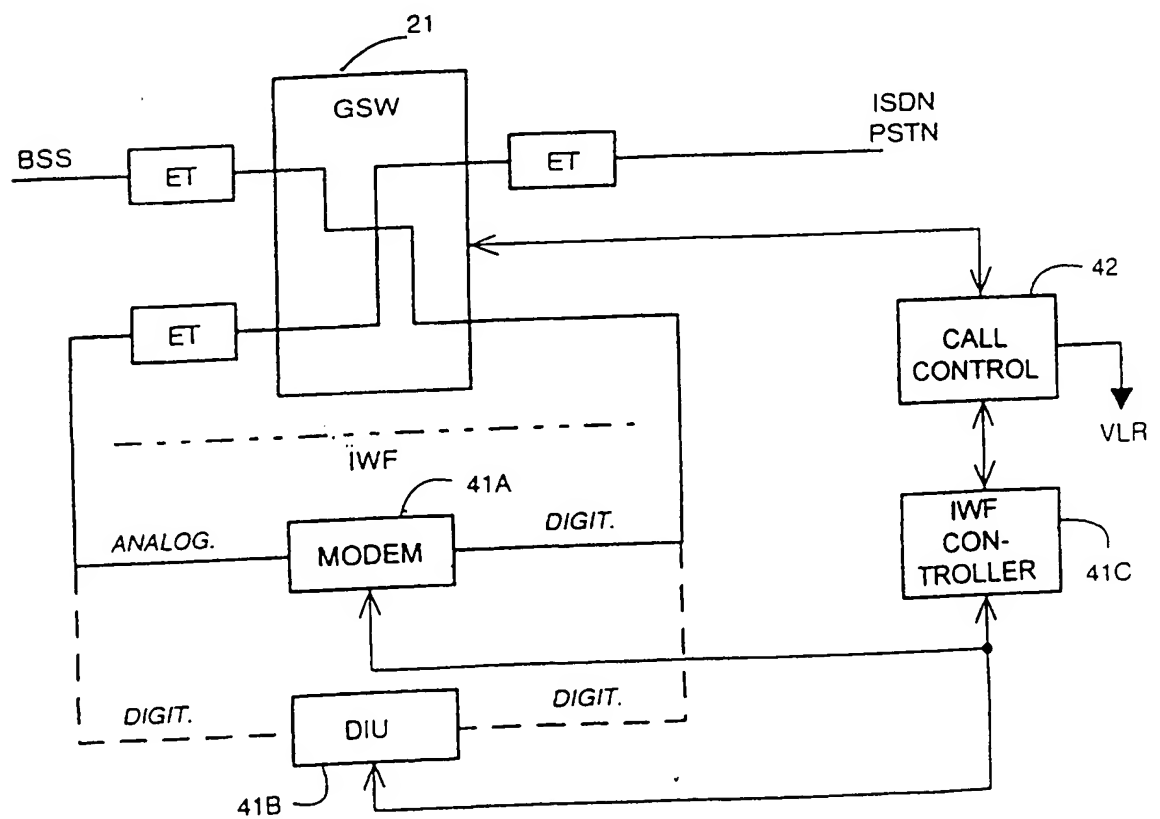 21
GSW
ISDN
PSTN
BSS
ET
ET
ET
42
CALL
CONTROL
VLR
IWF
41A
ANALOG.
MODEM
DIGIT.
IWF
CON-
TROLLER
41C
DIGIT.
DIU
DIGIT.
41B